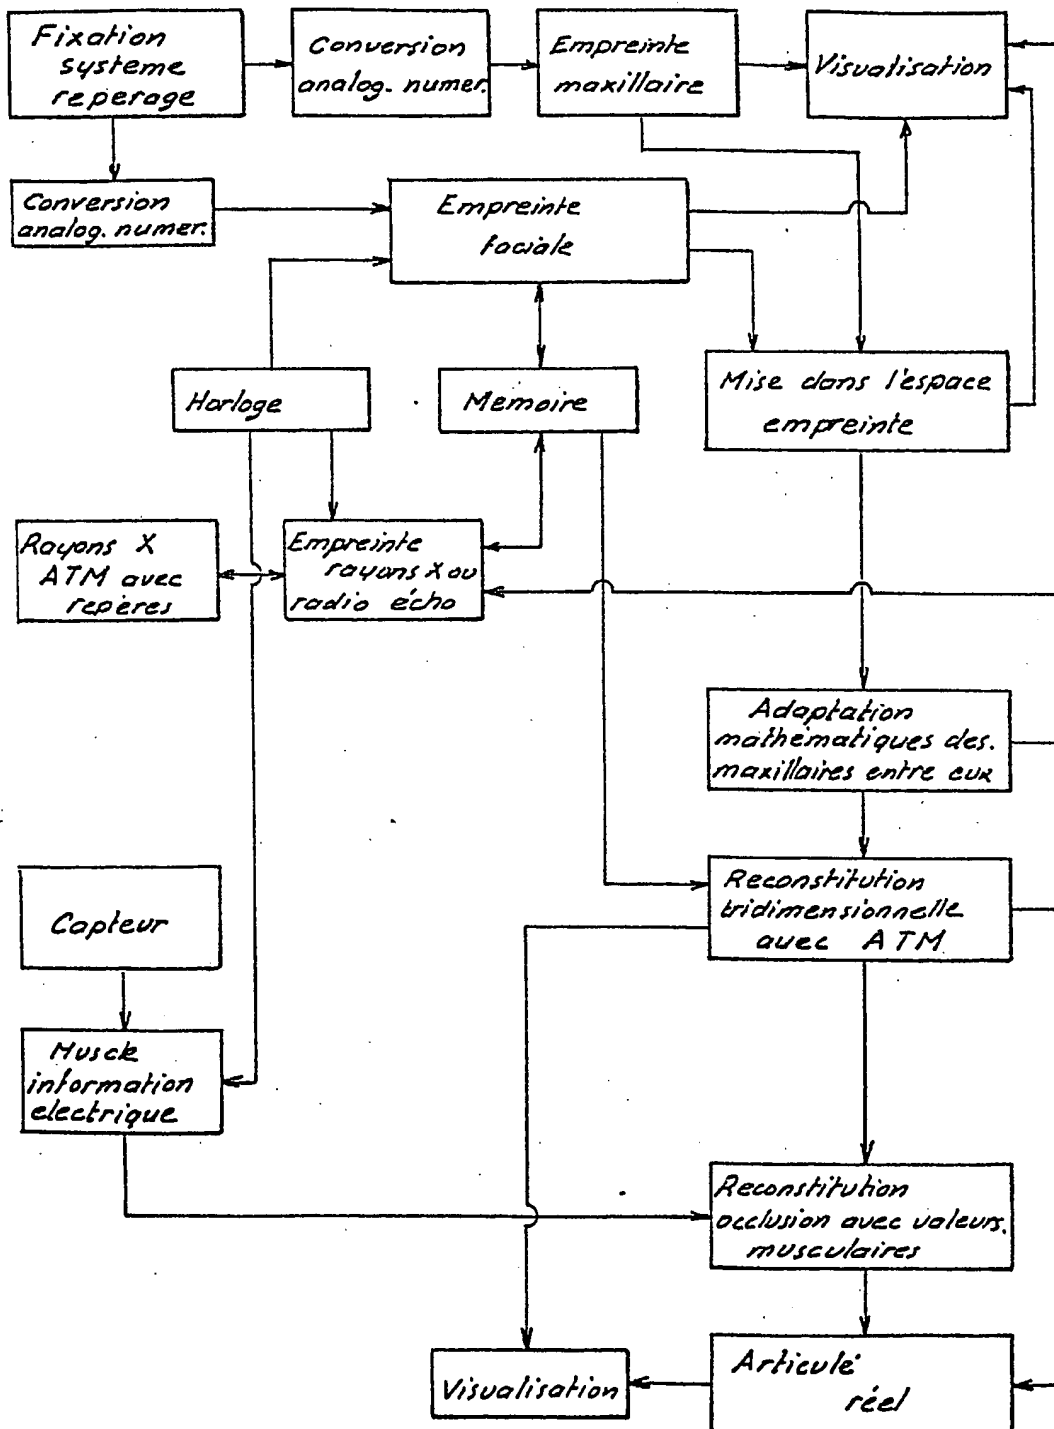 Fixation
systeme
reperage
Conversion
analog. numer.
Empreinte
maxillaire
Visualisation
Conversion
analog. numer.
Empreinte
faciale
Horloge
Memoire
Mise dans l'espace
empreinte
Rayons X
ATM avec
repères
Empreinte
rayons X ou
radio écho
Adaptation
mathématiques des.
maxillaires entre eux
Reconstitution
tridimensionnelle
avec ATM
Capteur
Muscle
information
electrique
Reconstitution
occlusion avec valeurs.
musculaires
Visualisation
Articulé
réel